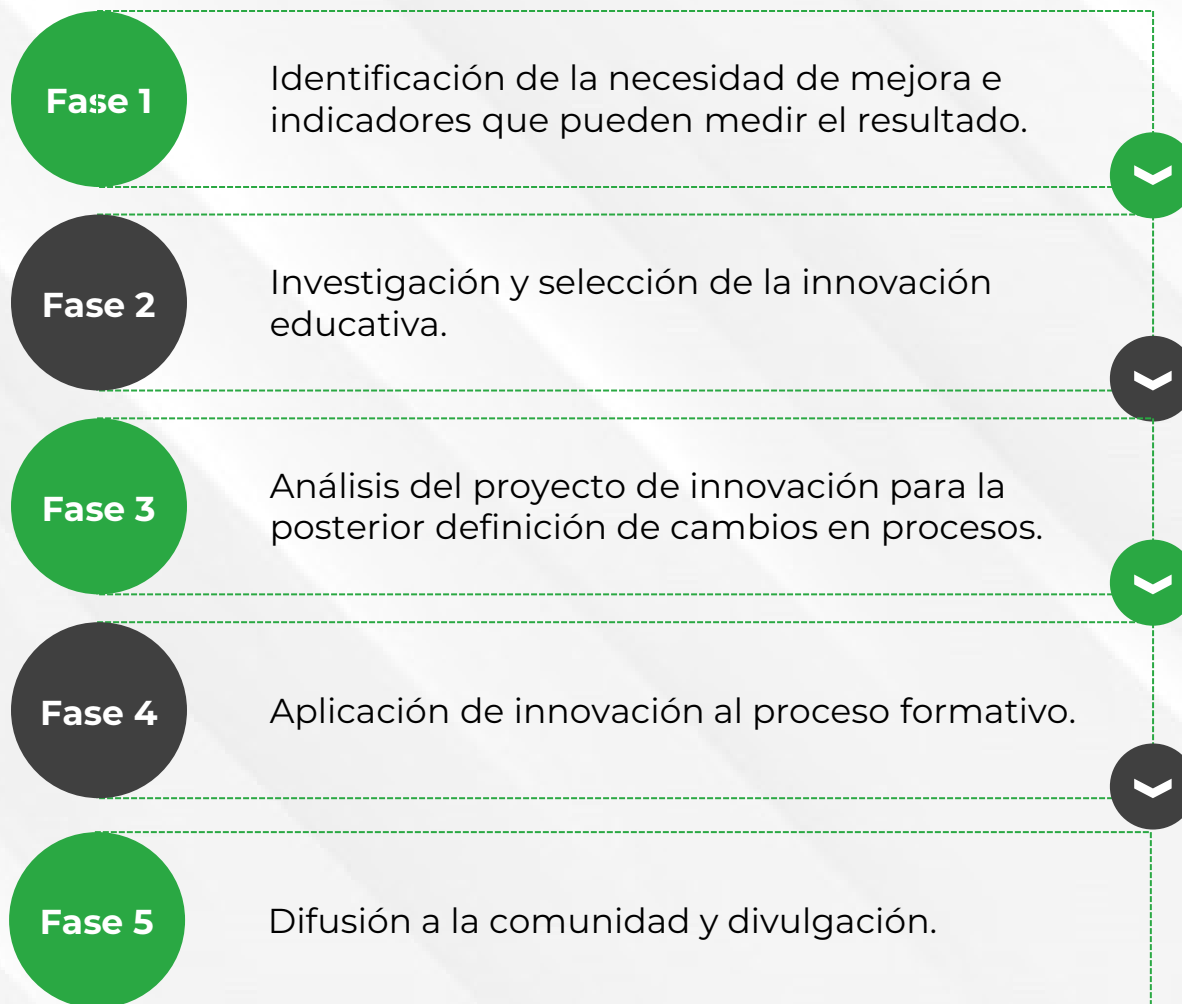 Fase 1
Identificación de la necesidad de mejora e
indicadores que pueden medir el resultado.
Fase 2
Investigación y selección de la innovación
educativa.
Fase 3
Análisis del proyecto de innovación para la
posterior definición de cambios en procesos.
Fase 4
Aplicación de innovación al proceso formativo.
Fase 5
Difusión a la comunidad y divulgación.